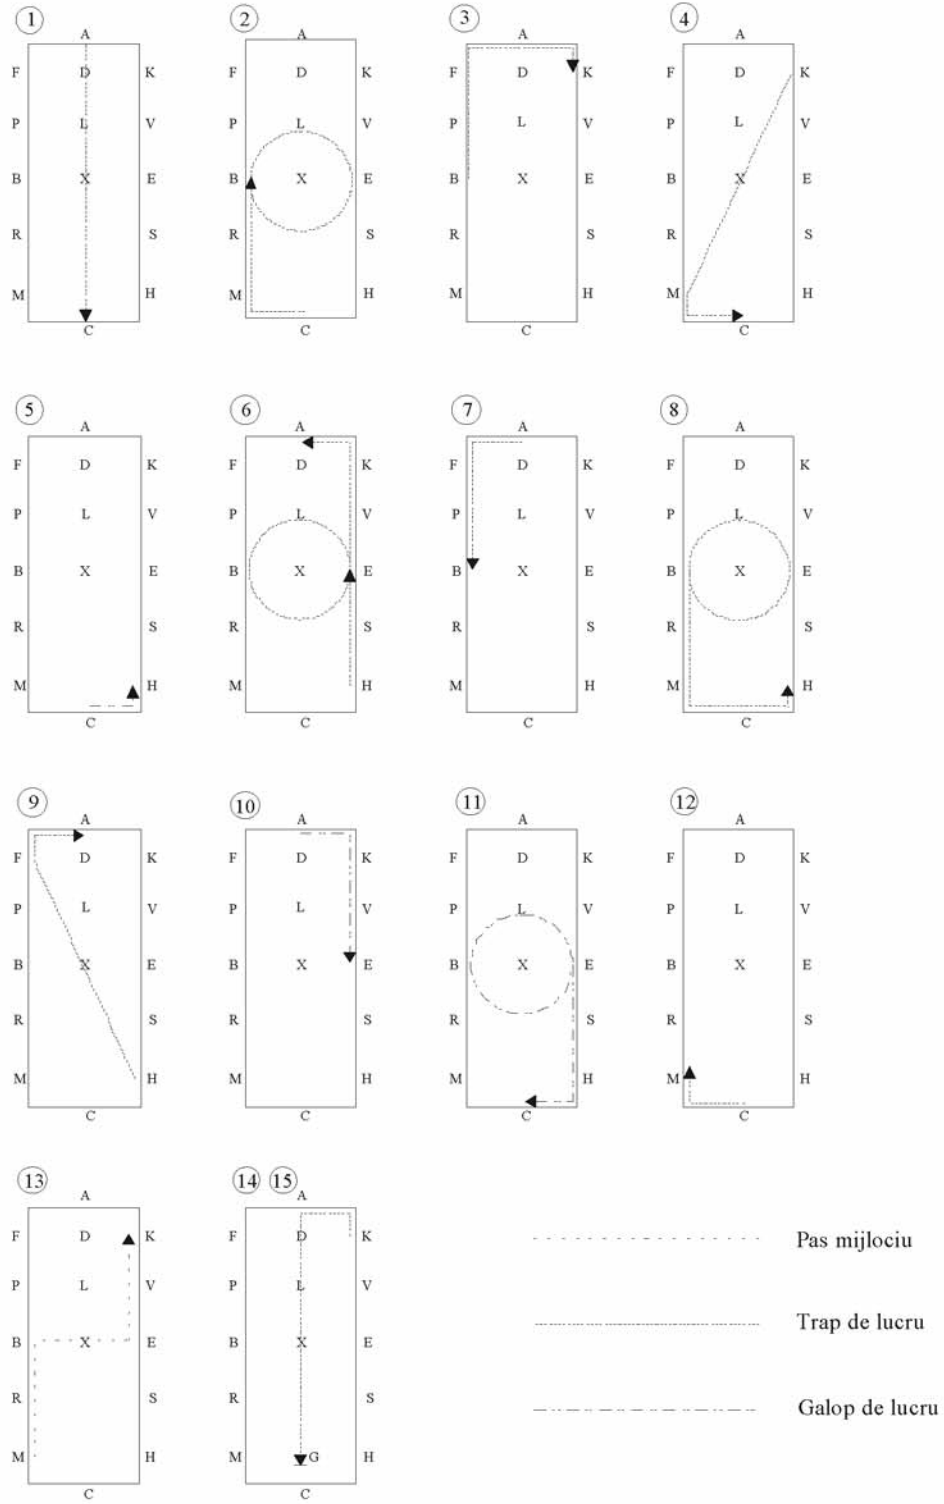 1 2 3 4
A A A A
F D K F D K F D K F D K
P L V P L V P L V P L V
B X E B X E B X E B X E
R S R S R S R S
M H M H M H M H
C C C C
5 6 7 8
A A A A
F D K F D K F D K F D K
P L V P L V P L V P L V
B X E B X E B X E B X E
R S R S R S R S
M H M H M H M H
C C C C
9 10 11 12
A A A A
F D K F D K F D K F D K
P L V P L V P L V P L V
B X E B X E B X E B X E
R S R S R S R S
M H M H M H M H
C C C C
13 14 15
A A
F D K F D K
P L V P L V
B X E B X E
R S R S
M H M G H
C C
Pas mijlociu
Trap de lucru
Galop de lucru